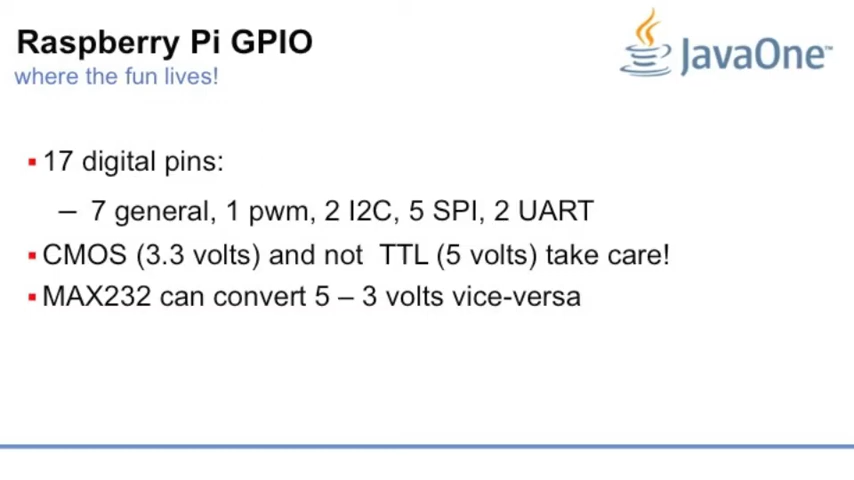 Raspberry Pi GPIO
where the fun lives!
JavaOne™
▪ 17 digital pins:
– 7 general, 1 pwm, 2 I2C, 5 SPI, 2 UART
▪ CMOS (3.3 volts) and not  TTL (5 volts) take care!
▪ MAX232 can convert 5 – 3 volts vice-versa